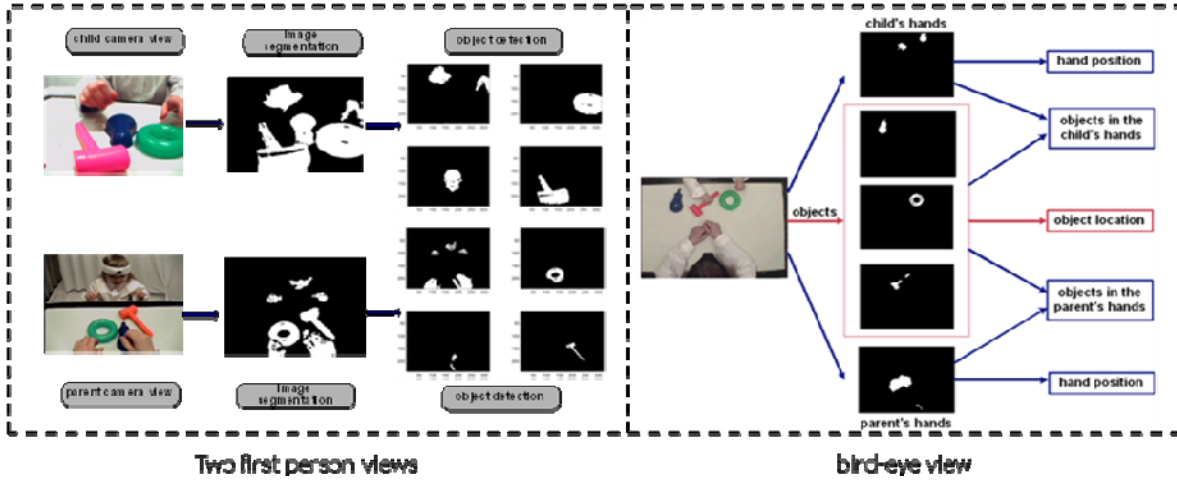 child camera view
Image
segmentation
object detection
parent camera view
Image
segmentation
object detection
Two first person views
child's hands
hand position
objects in the
child's hands
objects
object location
objects in the
parent's hands
hand position
parent's hands
bird-eye view